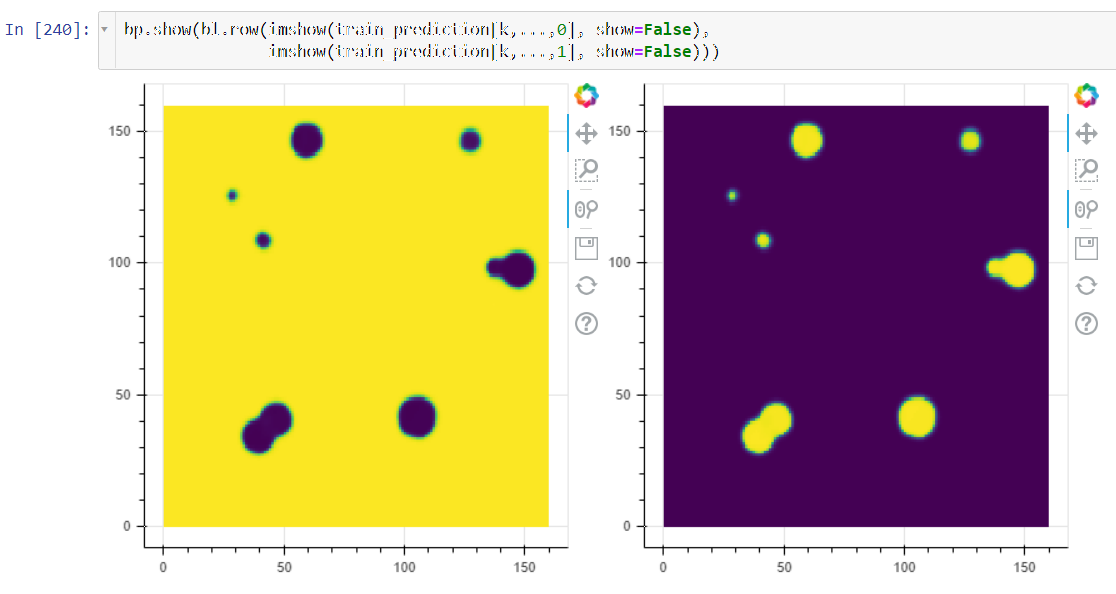 In [240]:
bp.show(bl.row(imshow(train_prediction[k,...,0], show=False),
imshow(train_prediction[k,...,1], show=False)))
150
100
50
0
0 50 100 150
150
100
50
0
0 50 100 150